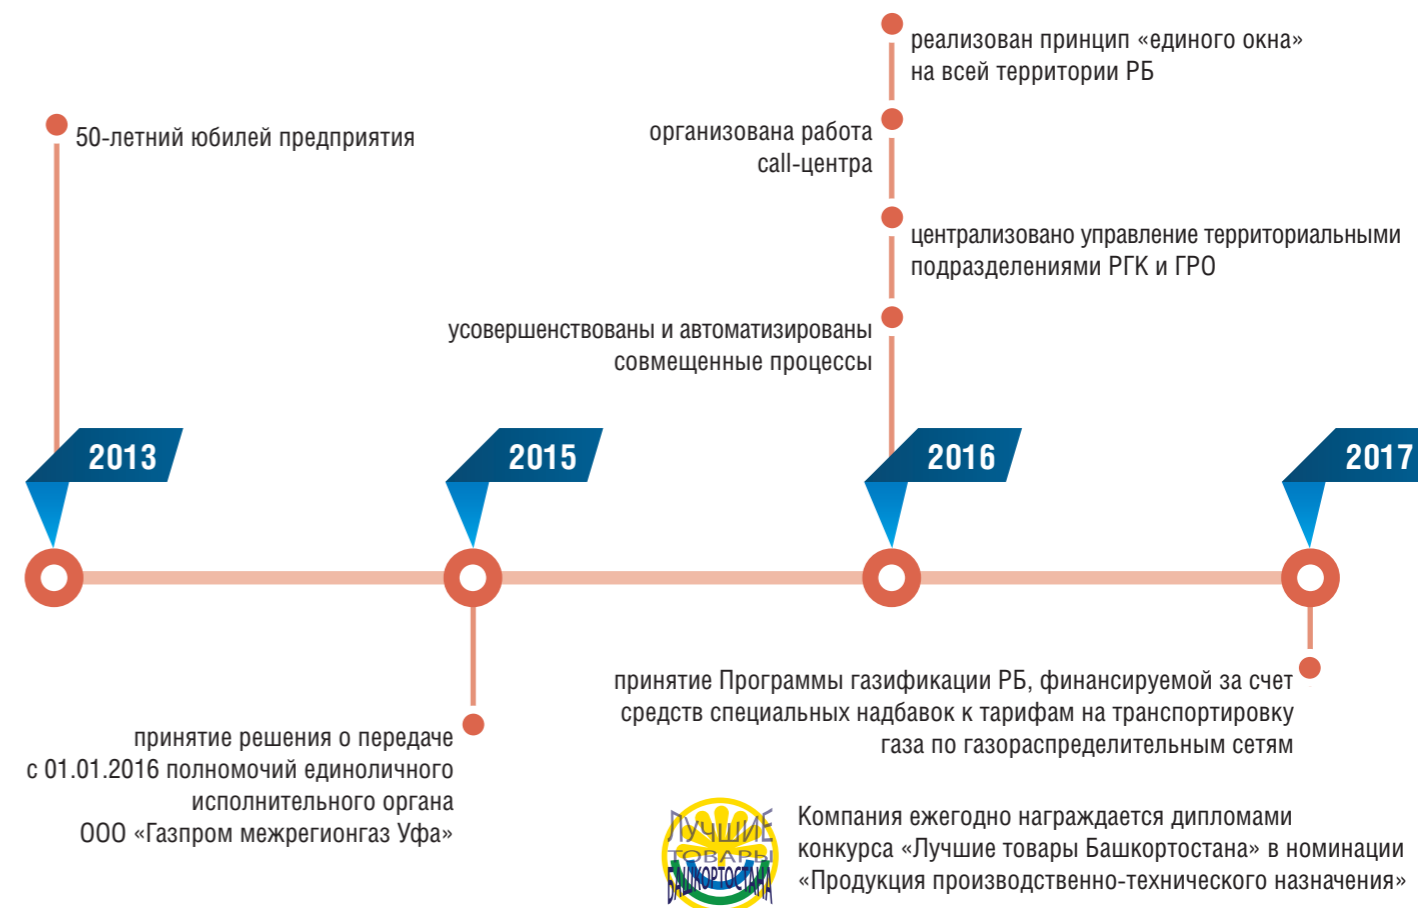 реализован принцип «единого окна»
на всей территории РБ
50-летний юбилей предприятия
организована работа
call-центра
централизовано управление территориальными
подразделениями РГК и ГРО
усовершенствованы и автоматизированы
совмещенные процессы
2013
2015
2016
2017
принятие решения о передаче
с 01.01.2016 полномочий единоличного
исполнительного органа
ООО «Газпром межрегионгаз Уфа»
принятие Программы газификации РБ, финансируемой за счет
средств специальных надбавок к тарифам на транспортировку
газа по газораспределительным сетям
ЛУЧШИЕ
ТОВАРЫ
БАШКОРТОСТАНА
Компания ежегодно награждается дипломами
конкурса «Лучшие товары Башкортостана» в номинации
«Продукция производственно-технического назначения»